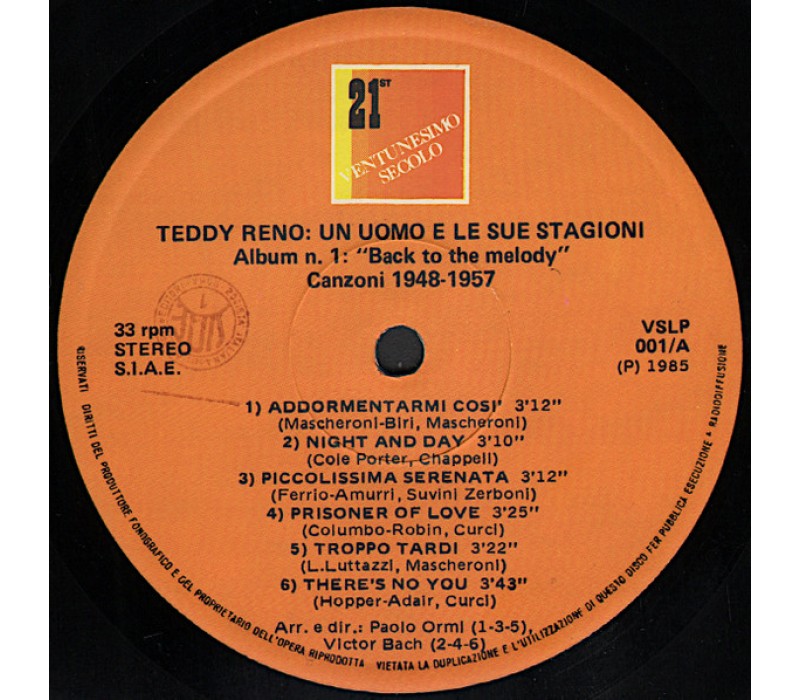 21ST
VENTUNESIMO
SECOLO
TEDDY RENO: UN UOMO E LE SUE STAGIONI
Album n. 1: "Back to the melody"
Canzoni 1948-1957
33 rpm
STEREO
S.I.A.E.
VSLP
001/A
(P) 1985
1) ADDORMENTARMI COSI' 3'12"
(Mascheroni-Biri, Mascheroni)
2) NIGHT AND DAY 3'10"
(Cole Porter, Chappell)
3) PICCOLISSIMA SERENATA 3'12"
(Ferrio-Amurri, Suvini Zerboni)
4) PRISONER OF LOVE 3'25"
(Columbo-Robin, Curci)
5) TROPPO TARDI 3'22"
(L.Luttazzi, Mascheroni)
6) THERE'S NO YOU 3'43"
(Hopper-Adair, Curci)
Arr. e dir.: Paolo Ormi (1-3-5),
Victor Bach (2-4-6)
RISERVATI DIRITTI DEL PRODUTTORE FONOGRAFICO E DEL PROPRIETARIO DELL'OPERA RIPRODOTTA VIETATA LA DUPLICAZIONE E L'UTILIZZAZIONE DI QUESTO DISCO PER PUBBLICA ESECUZIONE & RADIODIFFUSIONE